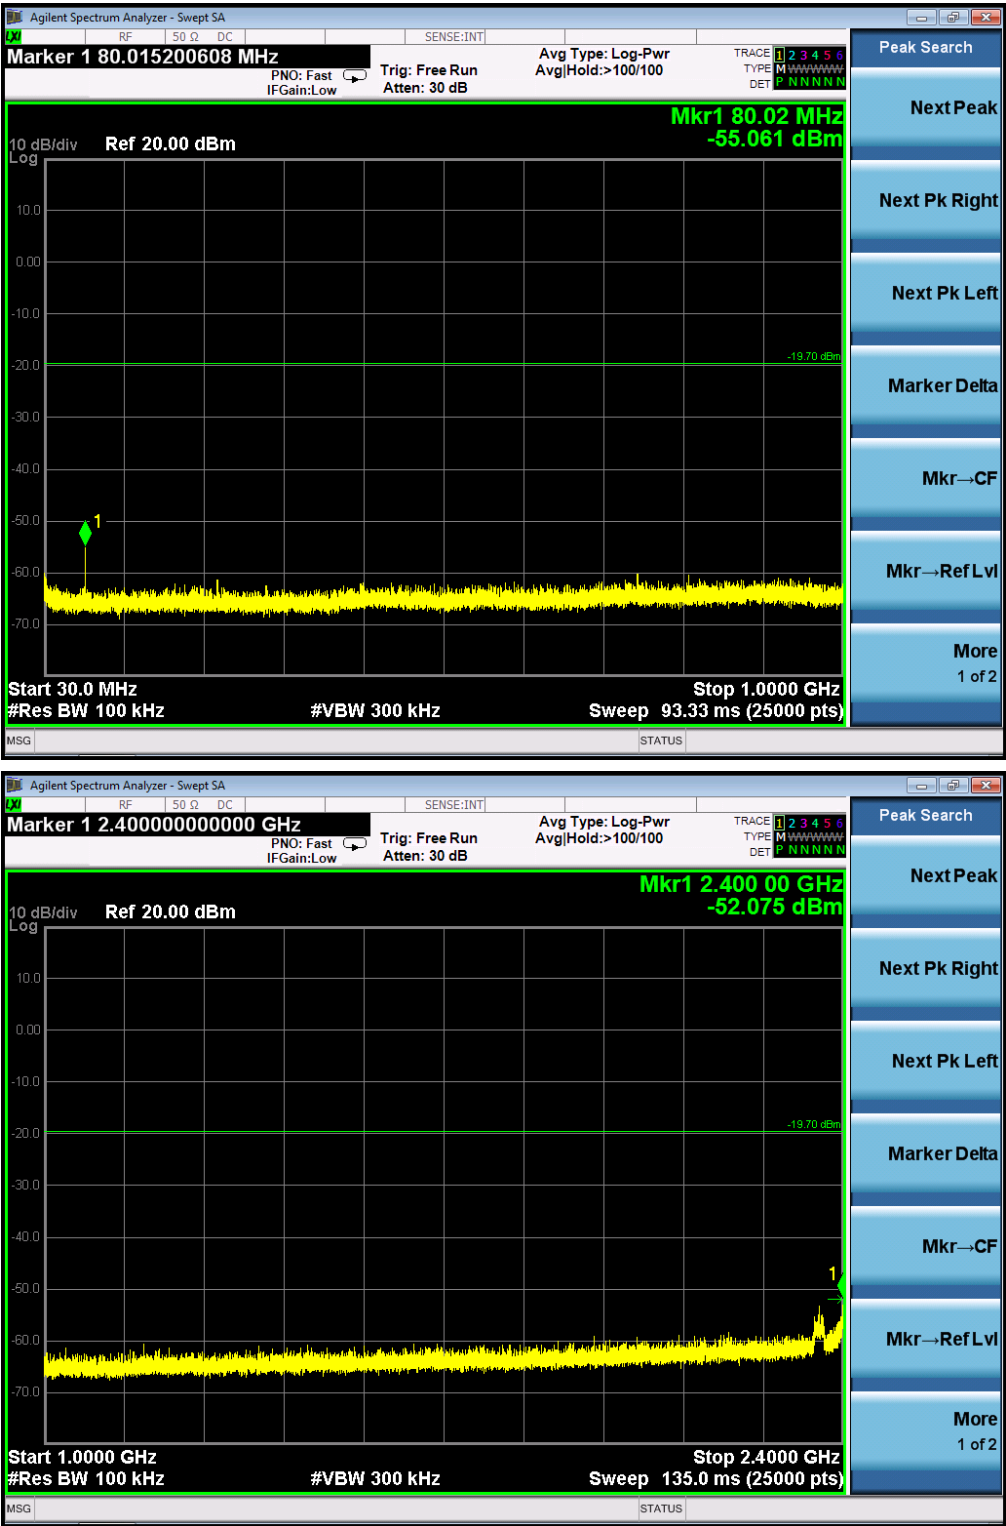 Agilent Spectrum Analyzer - Swept SA
LXI RF 50 Ω DC SENSE:INT
Marker 1 80.015200608 MHz
PNO: Fast
IFGain:Low
Trig: Free Run
Atten: 30 dB
Avg Type: Log-Pwr
Avg|Hold:>100/100
TRACE 1 2 3 4 5 6
TYPE M WWWWW
DET P N N N N N
Mkr1 80.02 MHz
-55.061 dBm
10 dB/div Ref 20.00 dBm
Log
10.0
0.00
-10.0
-19.70 dBm
-20.0
-30.0
-40.0
-50.0
1
-60.0
-70.0
Start 30.0 MHz Stop 1.0000 GHz
#Res BW 100 kHz #VBW 300 kHz Sweep 93.33 ms (25000 pts)
MSG STATUS
Peak Search
Next Peak
Next Pk Right
Next Pk Left
Marker Delta
Mkr→CF
Mkr→Ref Lvl
More
1 of 2
Agilent Spectrum Analyzer - Swept SA
LXI RF 50 Ω DC SENSE:INT
Marker 1 2.400000000000 GHz
PNO: Fast
IFGain:Low
Trig: Free Run
Atten: 30 dB
Avg Type: Log-Pwr
Avg|Hold:>100/100
TRACE 1 2 3 4 5 6
TYPE M WWWWW
DET P N N N N N
Mkr1 2.400 00 GHz
-52.075 dBm
10 dB/div Ref 20.00 dBm
Log
10.0
0.00
-10.0
-19.70 dBm
-20.0
-30.0
-40.0
1
-50.0
-60.0
-70.0
Start 1.0000 GHz Stop 2.4000 GHz
#Res BW 100 kHz #VBW 300 kHz Sweep 135.0 ms (25000 pts)
MSG STATUS
Peak Search
Next Peak
Next Pk Right
Next Pk Left
Marker Delta
Mkr→CF
Mkr→Ref Lvl
More
1 of 2